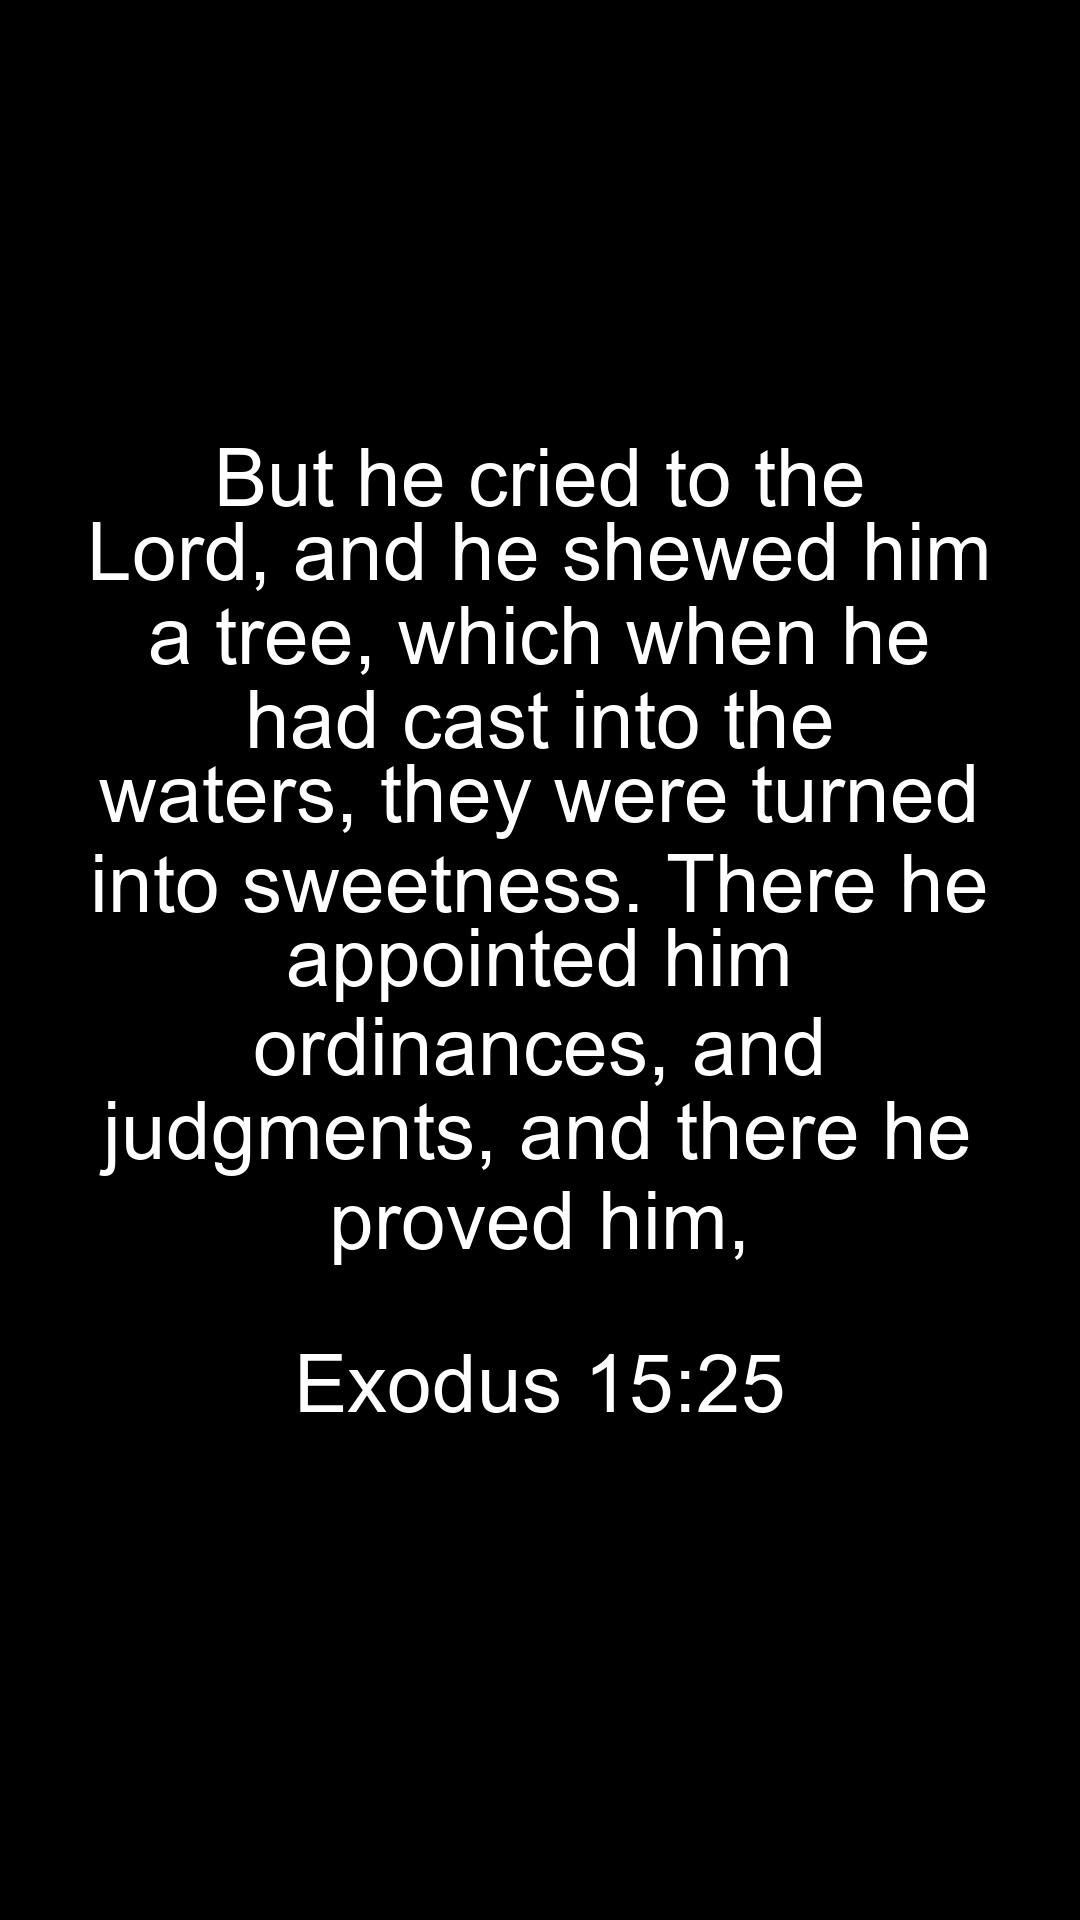 But he cried to the
Lord, and he shewed him
a tree, which when he
had cast into the
waters, they were turned
into sweetness. There he
appointed him
ordinances, and
judgments, and there he
proved him,
Exodus 15:25